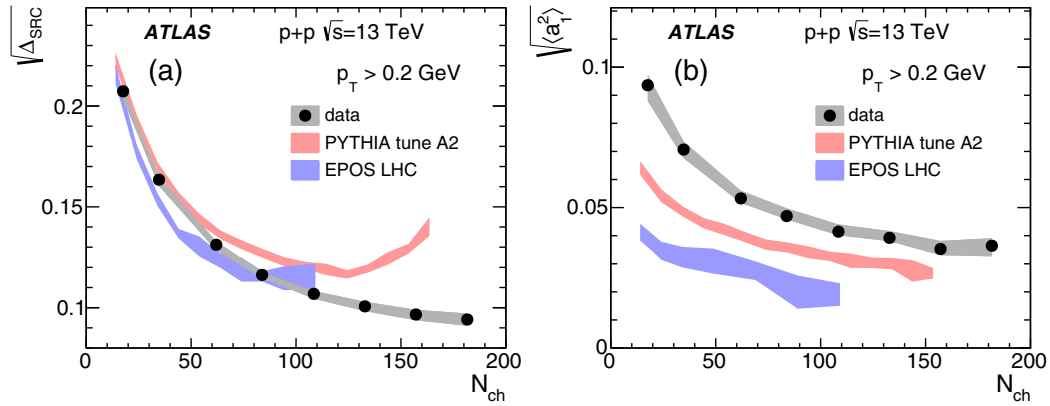 √Δ_SRC
ATLAS p+p √s=13 TeV
(a)
p_T > 0.2 GeV
data
PYTHIA tune A2
EPOS LHC
0.2
0.15
0.1
0 50 100 150 200
N_ch
√⟨a_1^2⟩
ATLAS p+p √s=13 TeV
(b)
p_T > 0.2 GeV
data
PYTHIA tune A2
EPOS LHC
0.1
0.05
0
0 50 100 150 200
N_ch